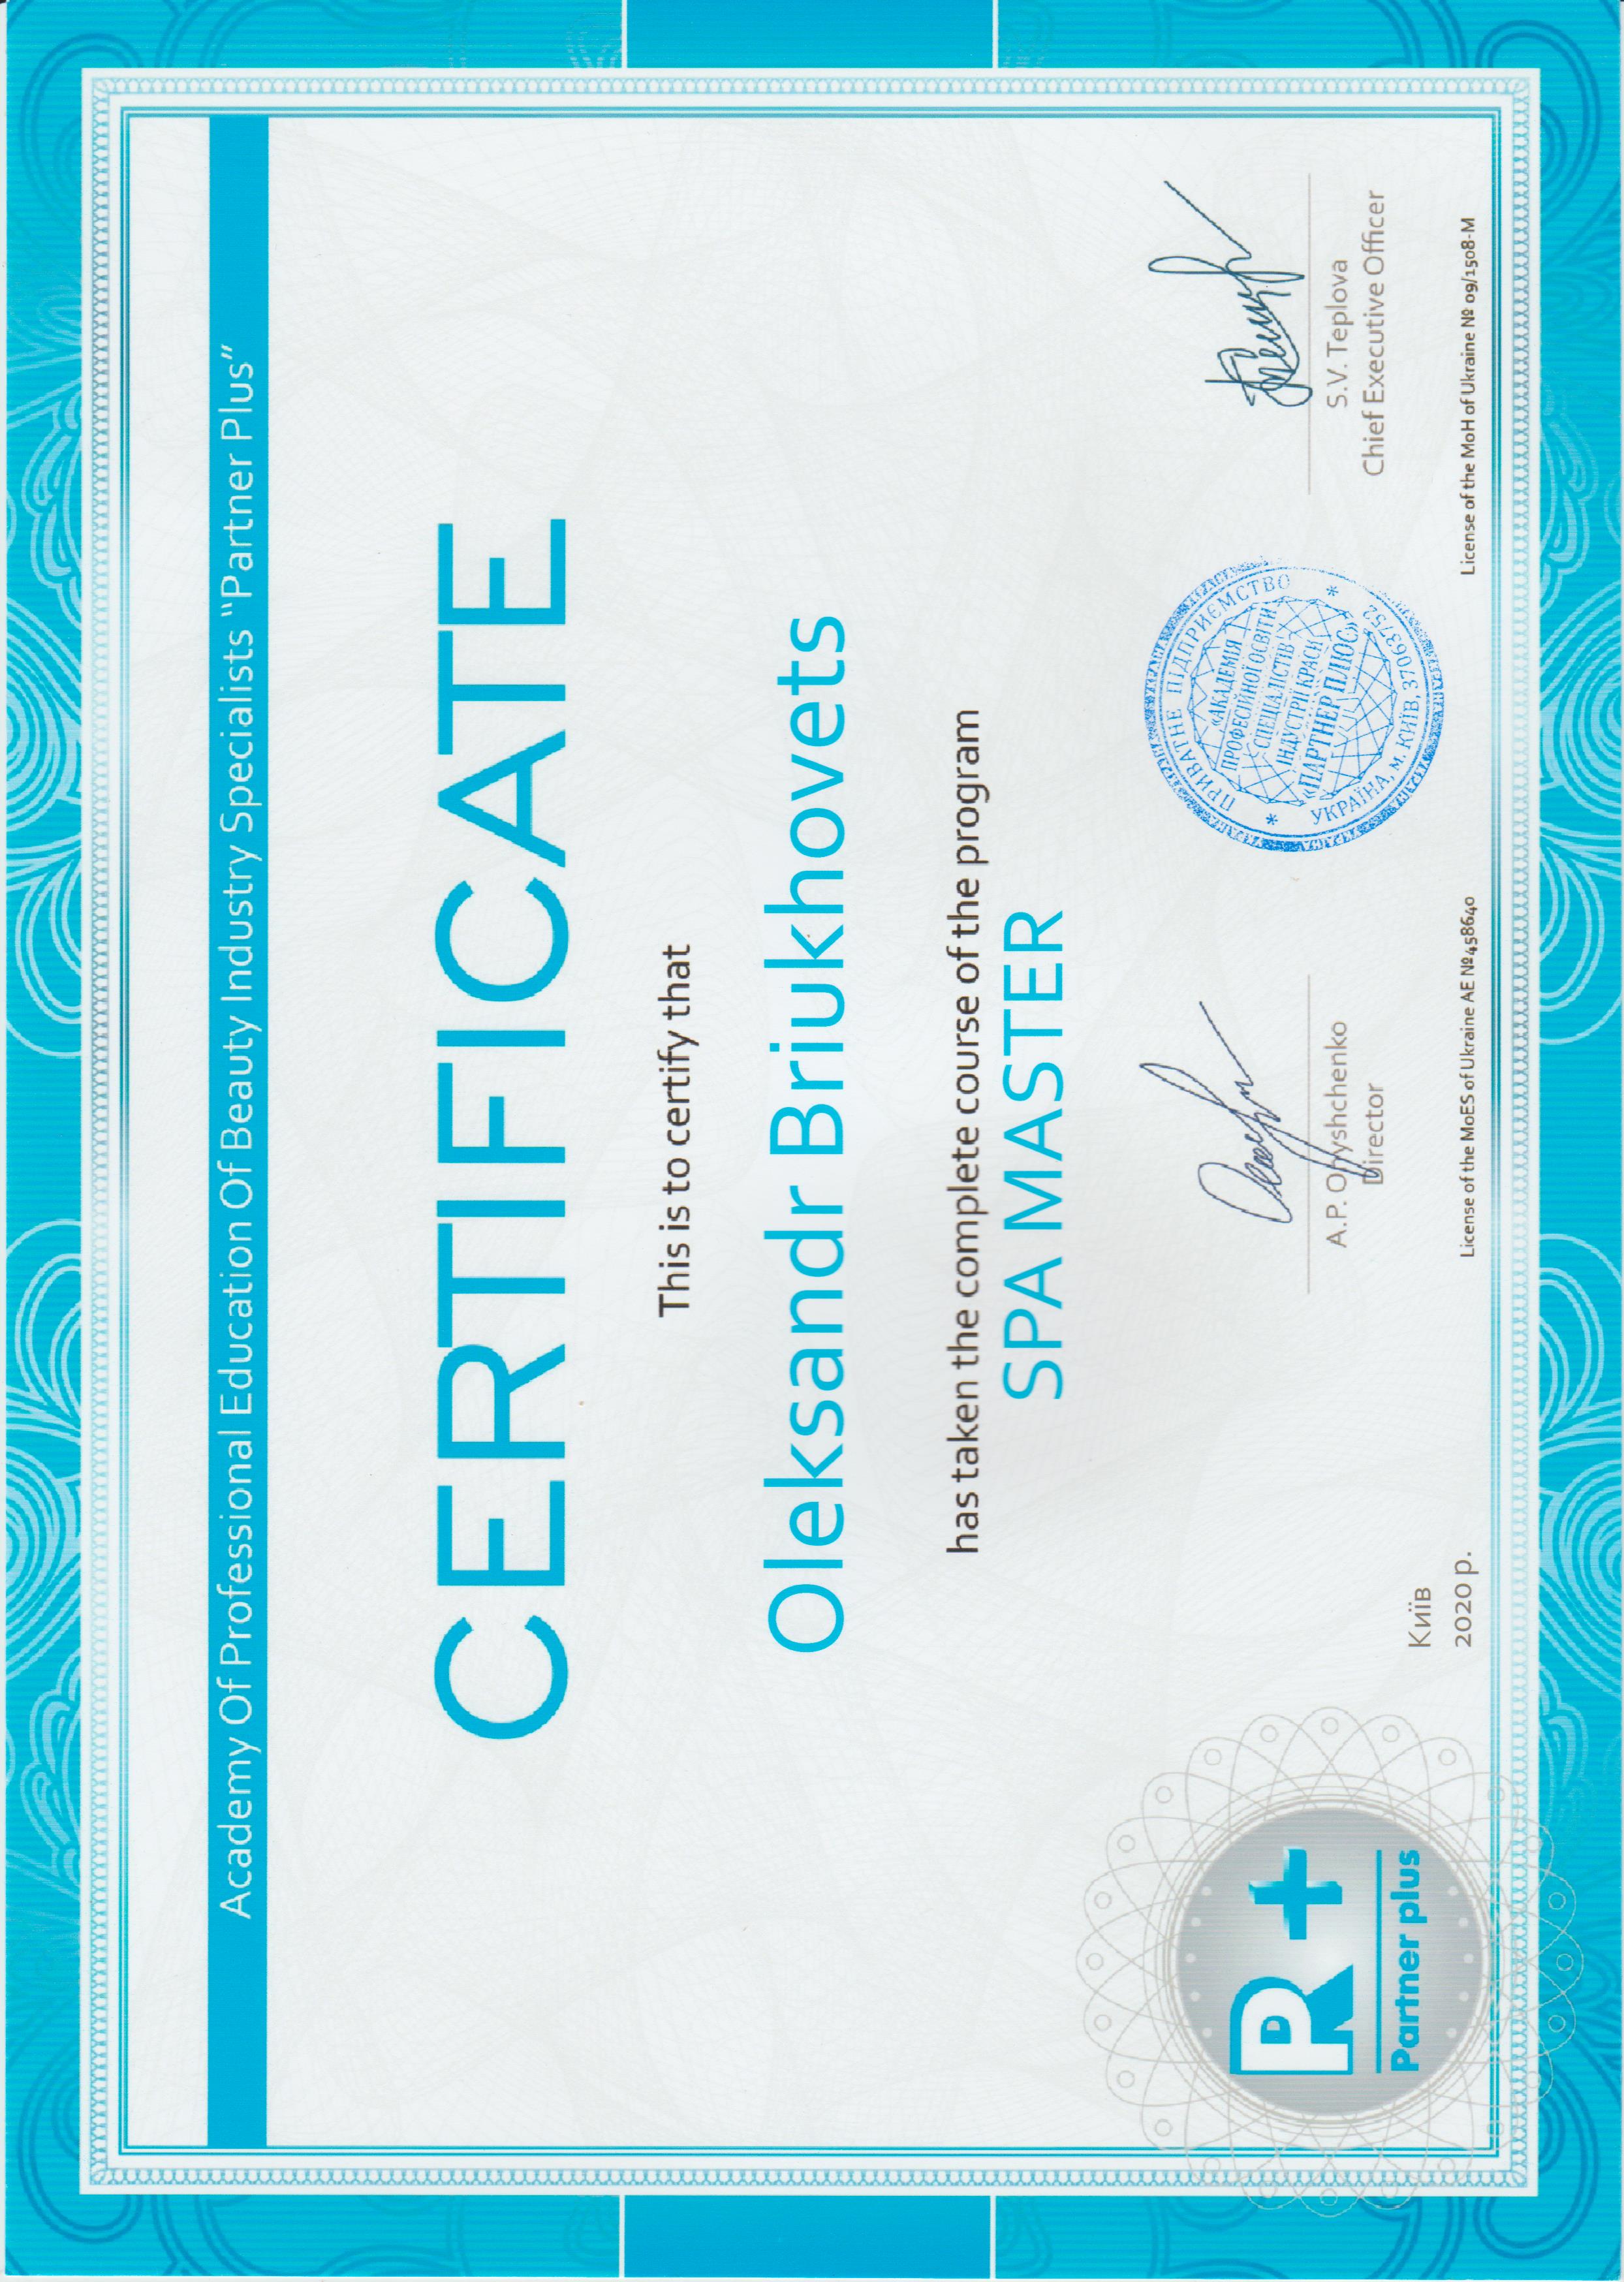 Academy Of Professional Education Of Beauty Industry Specialists “Partner Plus”
CERTIFICATE
This is to certify that
Oleksandr Briukhovets
has taken the complete course of the program
SPA MASTER
A.P. Onyshchenko
Director
ПРИВАТНЕ ПІДПРИЄМСТВО
«АКАДЕМІЯ
ПРОФЕСІЙНОЇ ОСВІТИ
СПЕЦІАЛІСТІВ
ІНДУСТРІЇ КРАСИ
«ПАРТНЕР ПЛЮС»
* УКРАЇНА, м. КИЇВ, 37063752 *
S.V. Teplova
Chief Executive Officer
P+
Partner plus
Київ
2020 р.
License of the MoES of Ukraine AE №458640
License of the MoH of Ukraine № 09/1508-M